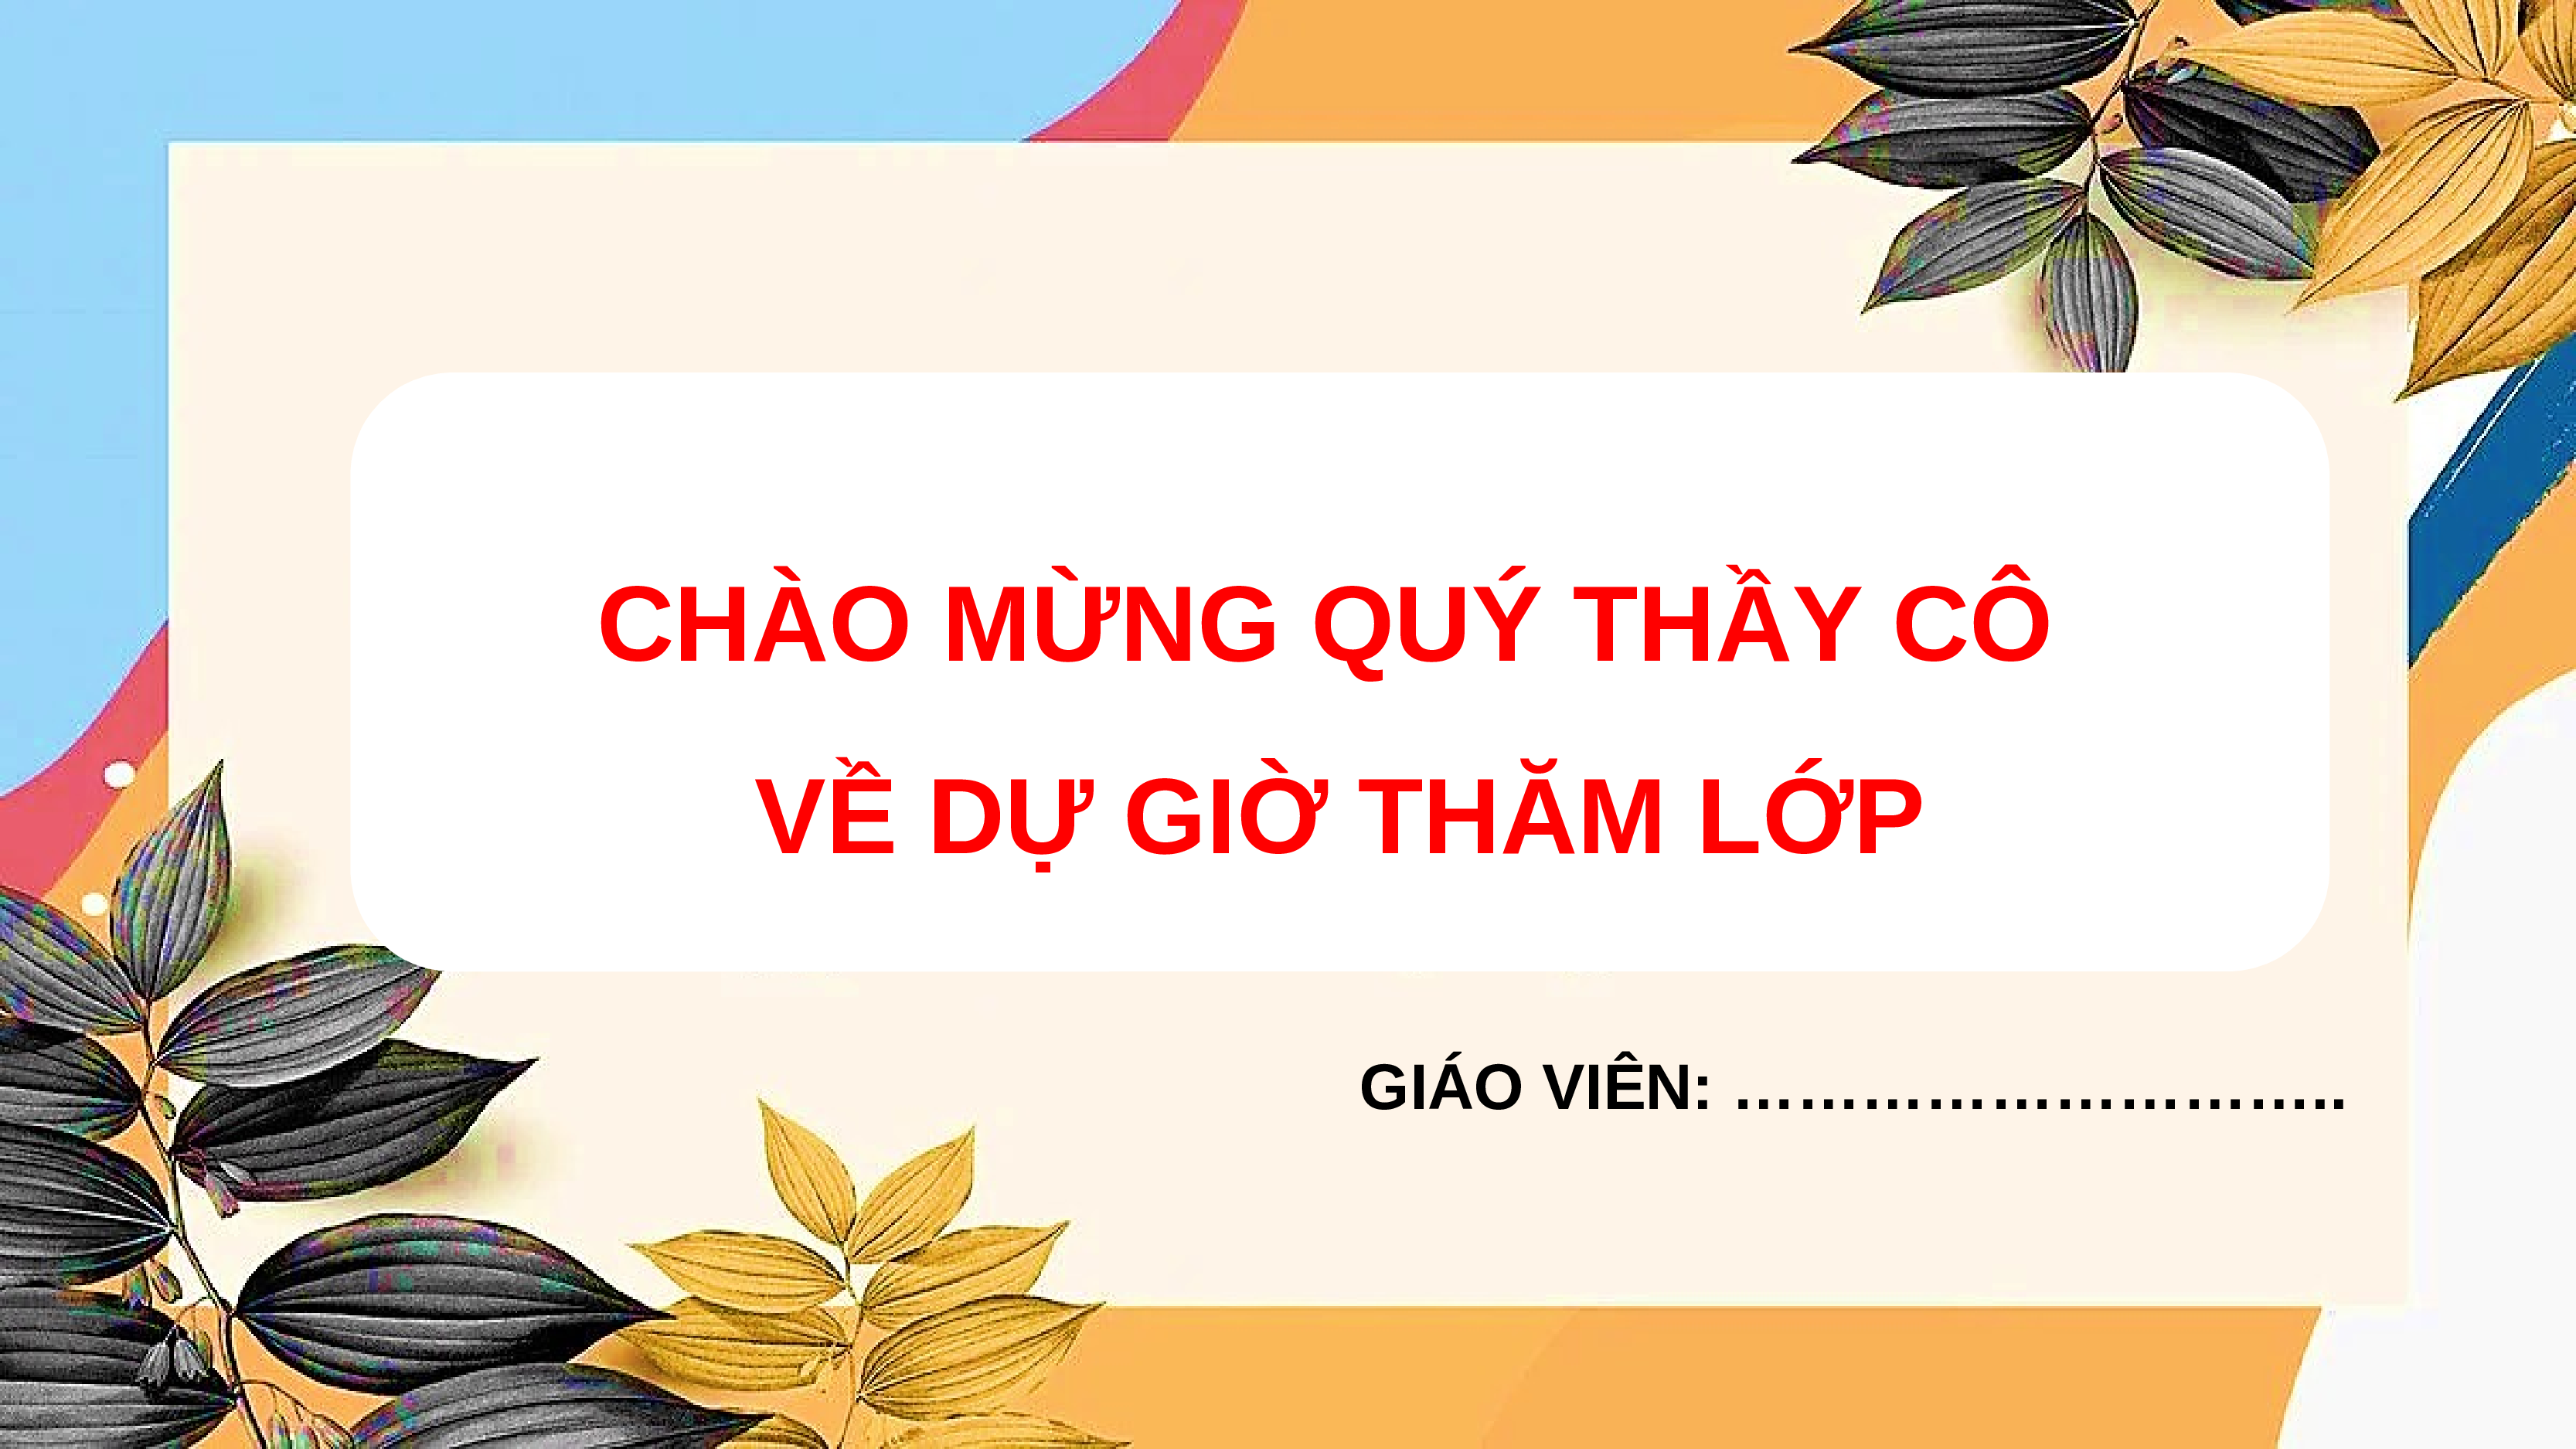 CHÀO MỪNG QUÝ THẦY CÔ
VỀ DỰ GIỜ THĂM LỚP
GIÁO VIÊN: ………………………..